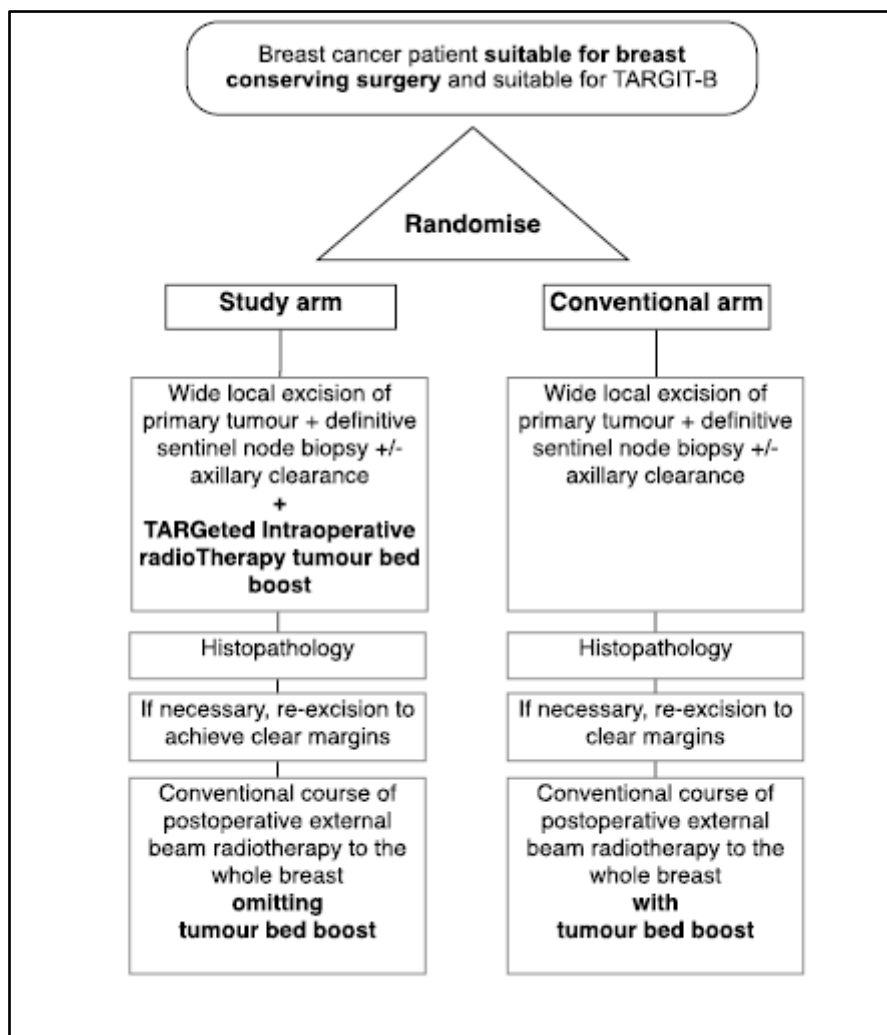 Breast cancer patient suitable for breast
conserving surgery and suitable for TARGIT-B
Randomise
Study arm
Wide local excision of
primary tumour + definitive
sentinel node biopsy +/-
axillary clearance
+
TARGeted Intraoperative
radioTherapy tumour bed
boost
Histopathology
If necessary, re-excision to
achieve clear margins
Conventional course of
postoperative external
beam radiotherapy to the
whole breast
omitting
tumour bed boost
Conventional arm
Wide local excision of
primary tumour + definitive
sentinel node biopsy +/-
axillary clearance
Histopathology
If necessary, re-excision to
clear margins
Conventional course of
postoperative external
beam radiotherapy to the
whole breast
with
tumour bed boost